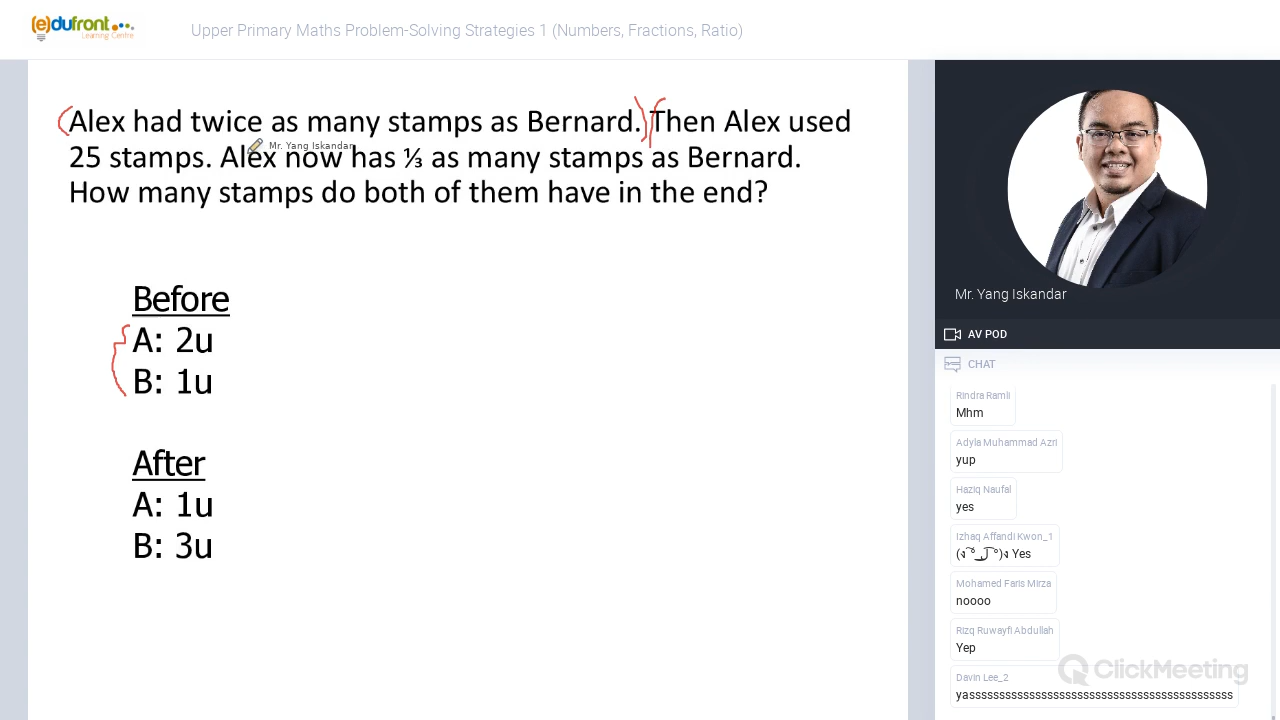 (e)dufront
Learning Centre
Upper Primary Maths Problem-Solving Strategies 1 (Numbers, Fractions, Ratio)
Alex had twice as many stamps as Bernard. Then Alex used
25 stamps. Alex now has ⅓ as many stamps as Bernard.
Mr. Yang Iskandar
How many stamps do both of them have in the end?
Before
A: 2u
B: 1u
After
A: 1u
B: 3u
Mr. Yang Iskandar
AV POD
CHAT
Rindra Ramli
Mhm
Adyla Muhammad Azri
yup
Haziq Naufal
yes
Izhaq Affandi Kwon_1
(ง ͠° ͟ل͜ ͡°)ง Yes
Mohamed Faris Mirza
noooo
Rizq Ruwayfi Abdullah
Yep
Davin Lee_2
yasssssssssssssssssssssssssssssssssssssssssssss
ClickMeeting